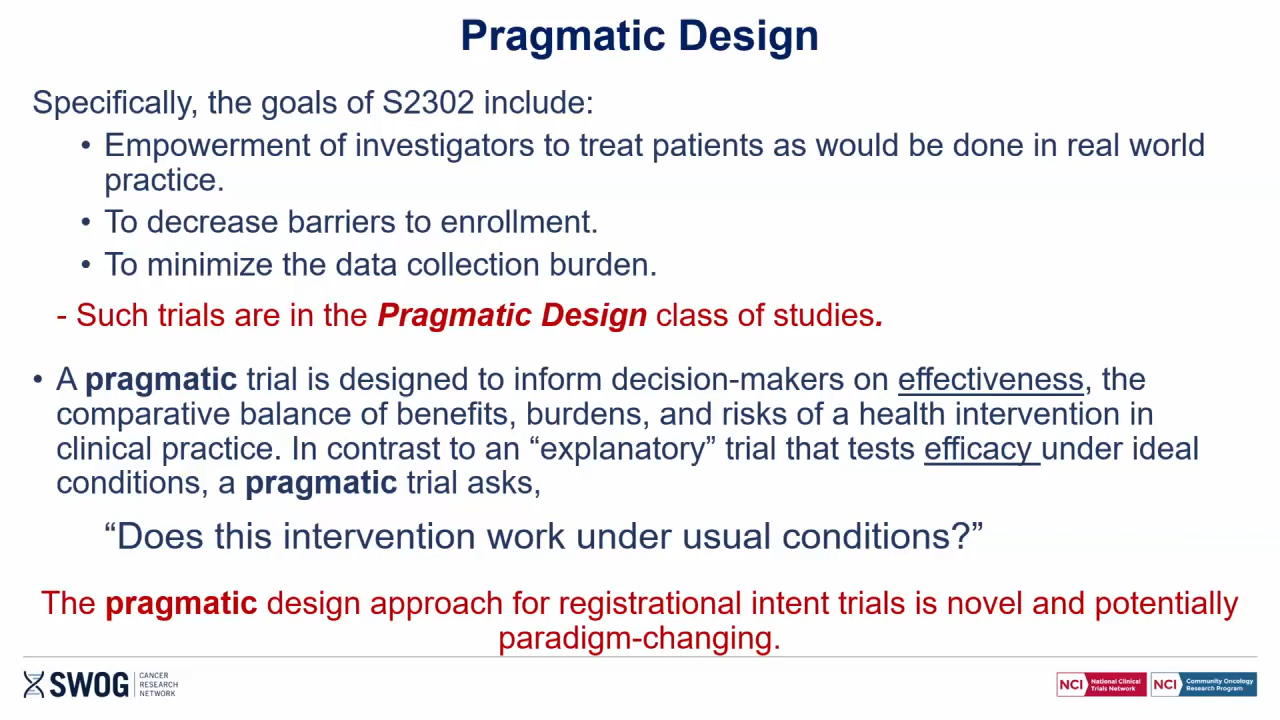 Pragmatic Design
Specifically, the goals of S2302 include:
• Empowerment of investigators to treat patients as would be done in real world
practice.
• To decrease barriers to enrollment.
• To minimize the data collection burden.
- Such trials are in the Pragmatic Design class of studies.
• A pragmatic trial is designed to inform decision-makers on effectiveness, the
comparative balance of benefits, burdens, and risks of a health intervention in
clinical practice. In contrast to an “explanatory” trial that tests efficacy under ideal
conditions, a pragmatic trial asks,
“Does this intervention work under usual conditions?”
The pragmatic design approach for registrational intent trials is novel and potentially
paradigm-changing.
SWOG
CANCER
RESEARCH
NETWORK
NCI
National Clinical
Trials Network
NCI
Community Oncology
Research Program